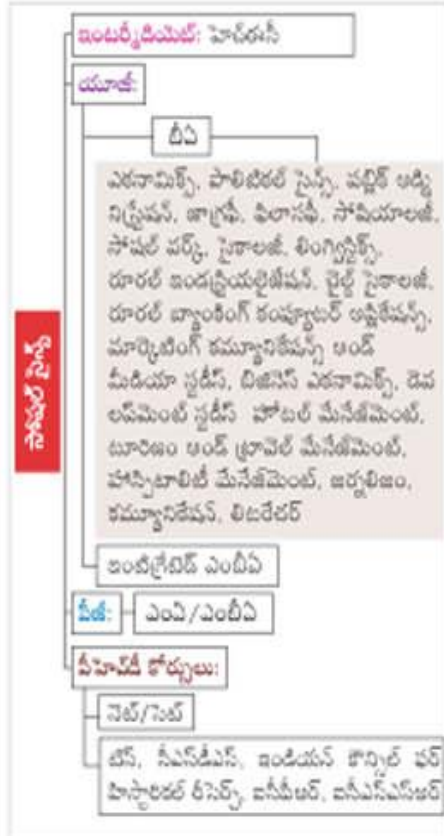 సోషల్ సైన్స్
ఇంటర్మీడియెట్: హెచ్ఈసీ
యూజీ:
బీఏ
ఎకనామిక్స్, పొలిటికల్ సైన్స్, పబ్లిక్ అడ్మి
నిస్ట్రేషన్, జాగ్రఫీ, ఫిలాసఫీ, సోషియాలజీ,
సోషల్ వర్క్, సైకాలజీ, లింగ్విస్టిక్స్,
రూరల్ ఇండస్ట్రియలైజేషన్, చైల్డ్ సైకాలజీ,
రూరల్ బ్యాంకింగ్ కంప్యూటర్ అప్లికేషన్స్,
మార్కెటింగ్ కమ్యూనికేషన్స్ అండ్
మీడియా స్టడీస్, బిజినెస్ ఎకనామిక్స్, డెవ
లప్‌మెంట్ స్టడీస్ హోటల్ మేనేజ్‌మెంట్,
టూరిజం అండ్ ట్రావెల్ మేనేజ్‌మెంట్,
హాస్పిటాలిటీ మేనేజ్‌మెంట్, జర్నలిజం,
కమ్యూనికేషన్, లిటరేచర్
ఇంటిగ్రేటెడ్ ఎంబీఏ
పీజీ: ఎంఏ/ఎంబీఏ
పీహెచ్‌డీ కోర్సులు:
నెట్/సెట్
టిస్, సీఎస్‌డీఎస్, ఇండియన్ కౌన్సిల్ ఫర్
హిస్టారికల్ రీసెర్చ్, ఐసీపీఆర్, ఐసీఎస్ఎస్ఆర్